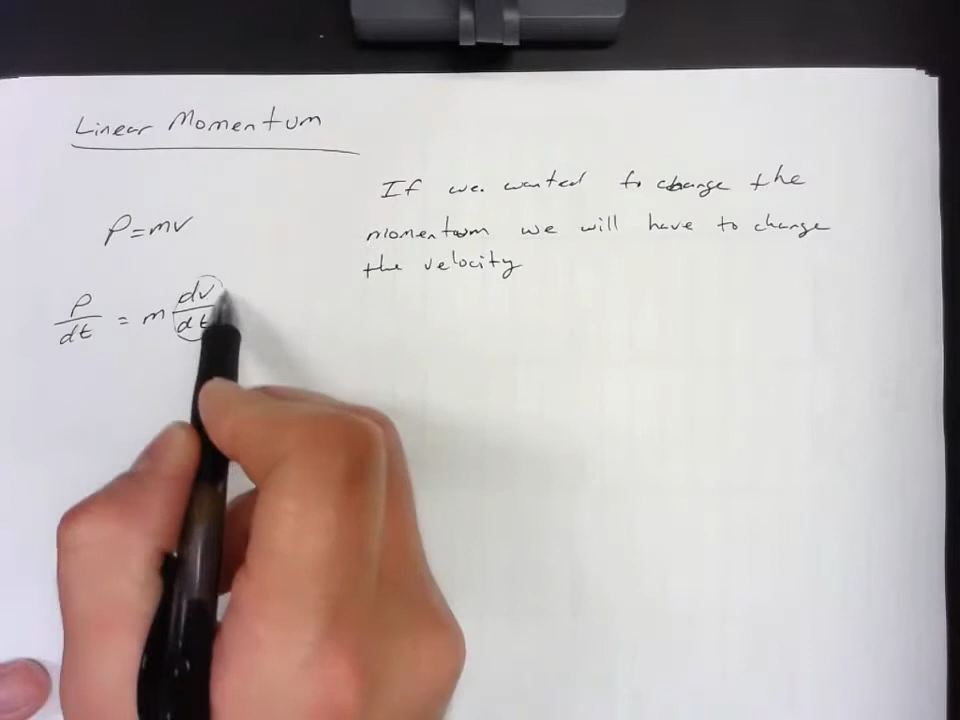 Linear Momentum
If we wanted to change the
momentum we will have to change
the velocity
P=mv
P/dt = m dv/dt